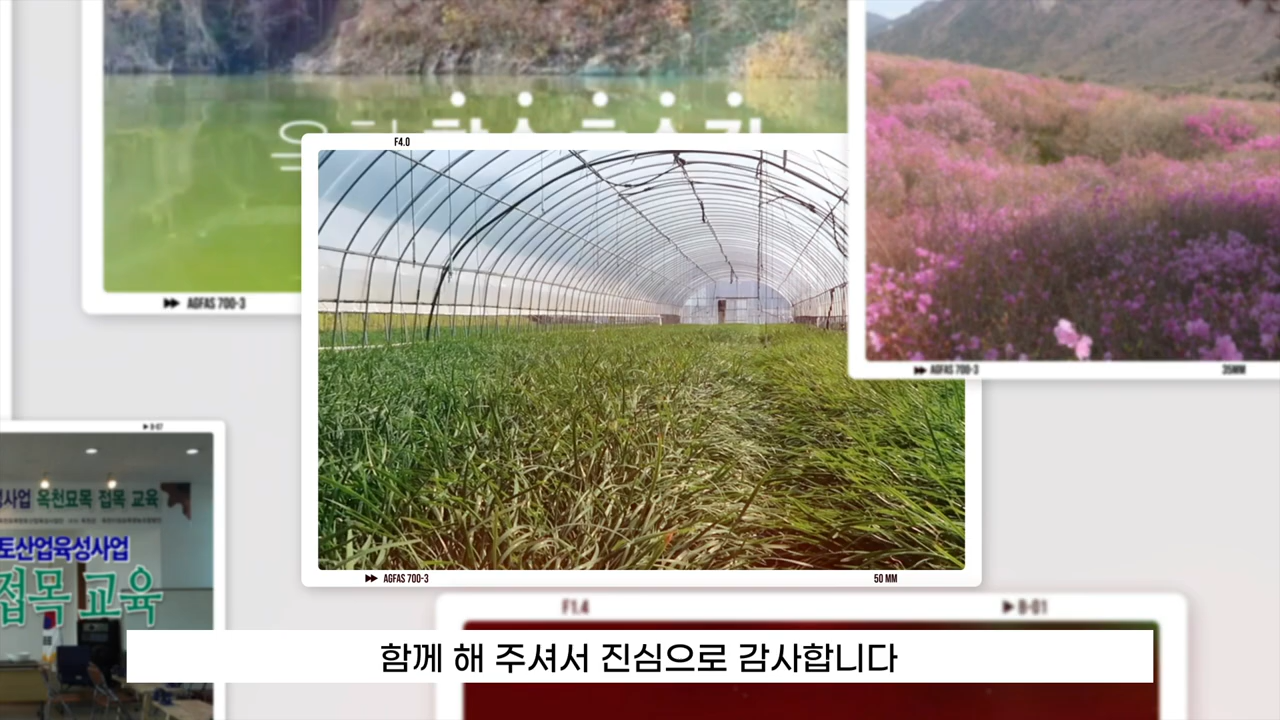 F4.0
AGFAS 700-3
AGFAS 700-3
35MM
B-07
사업 옥천묘목 접목 교육
토산업육성사업
접목 교육
AGFAS 700-3
50 MM
F1.4
B-01
함께 해 주셔서 진심으로 감사합니다